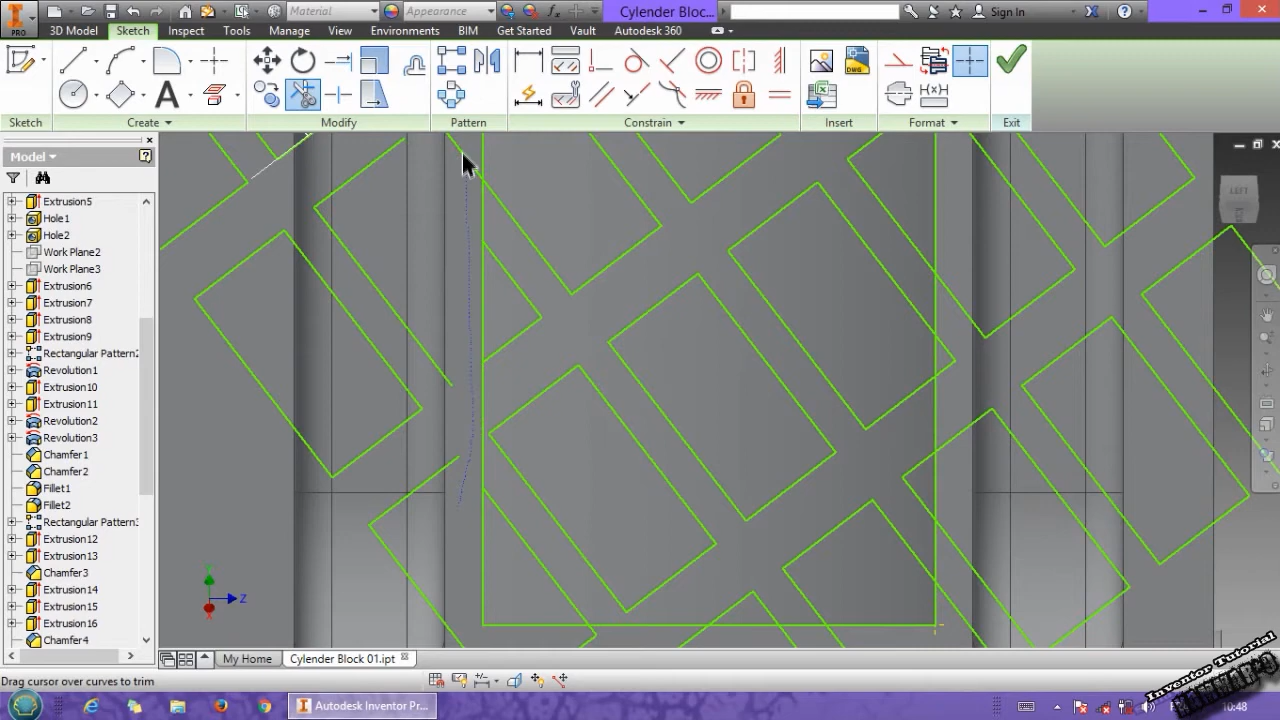 PRO
Material
Appearance
Cylender Bloc...
Sign In
3D Model
Sketch
Inspect
Tools
Manage
View
Environments
BIM
Get Started
Vault
Autodesk 360
DWG
Sketch
Create
Modify
Pattern
Constrain
Insert
Format
Exit
Model
LEFT
Extrusion5
Hole1
Hole2
Work Plane2
Work Plane3
Extrusion6
Extrusion7
Extrusion8
Extrusion9
Rectangular Pattern2
Revolution1
Extrusion10
Extrusion11
Revolution2
Revolution3
Chamfer1
Chamfer2
Fillet1
Fillet2
Rectangular Pattern3
Extrusion12
Extrusion13
Chamfer3
Extrusion14
Extrusion15
Extrusion16
Chamfer4
Z
X
My Home
Cylender Block 01.ipt
Drag cursor over curves to trim
Inventor Tutorial
Autodesk Inventor Pr...
10:48